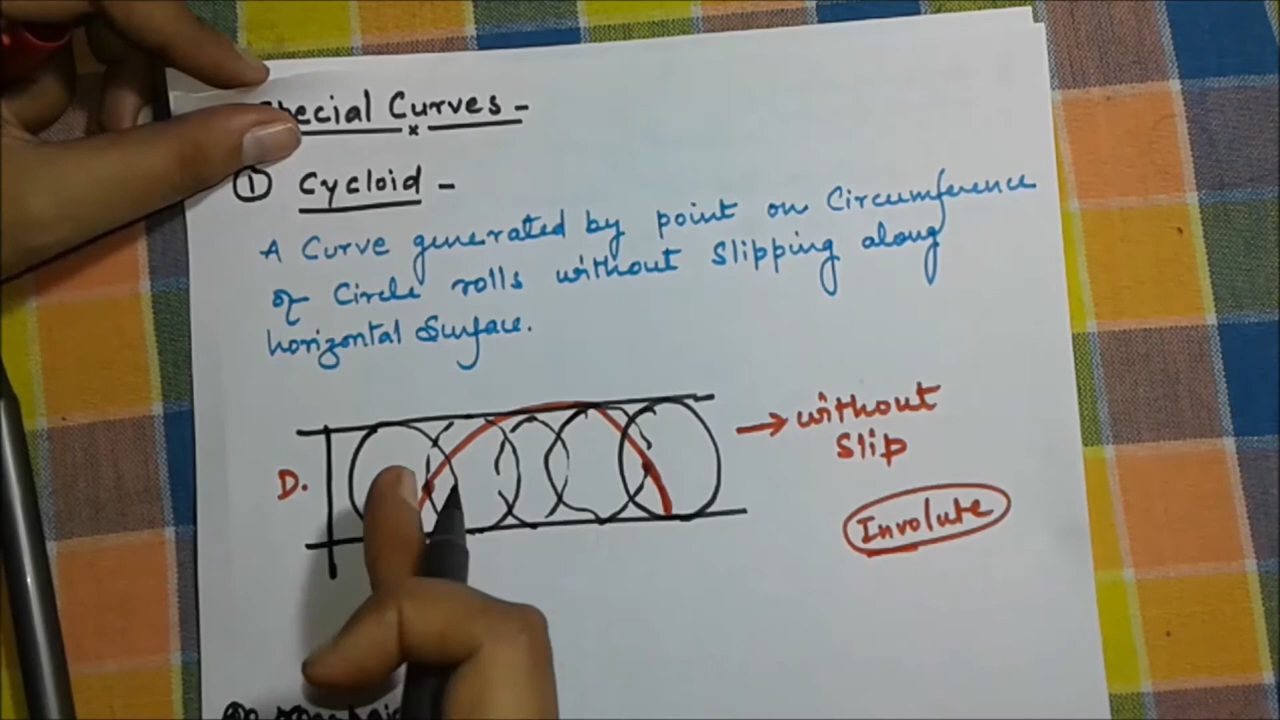 Special Curves -
① Cycloid -
A Curve generated by point on Circumference
of Circle rolls without Slipping along
horizontal Surface.
→ without
Slip
D.
Involute